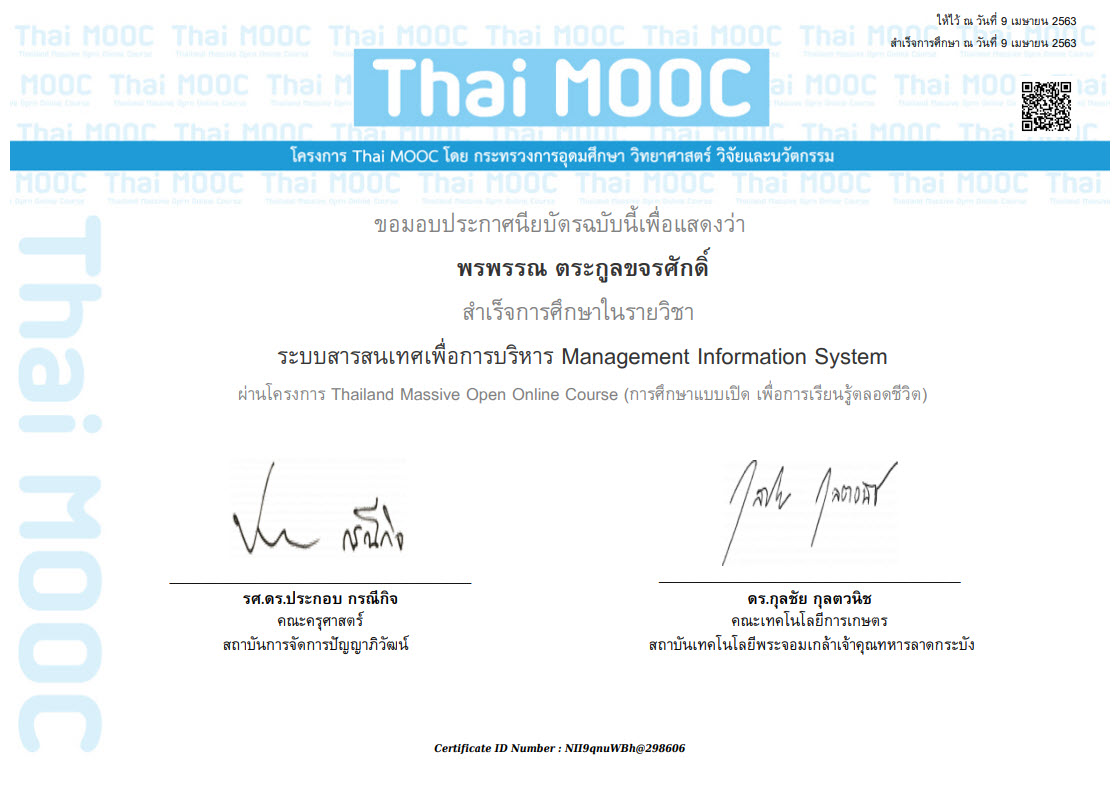 ให้ไว้ ณ วันที่ 9 เมษายน 2563
สำเร็จการศึกษา ณ วันที่ 9 เมษายน 2563
Thai MOOC
โครงการ Thai MOOC โดย กระทรวงการอุดมศึกษา วิทยาศาสตร์ วิจัยและนวัตกรรม
ขอมอบประกาศนียบัตรฉบับนี้เพื่อแสดงว่า
พรพรรณ ตระกูลขจรศักดิ์
สำเร็จการศึกษาในรายวิชา
ระบบสารสนเทศเพื่อการบริหาร Management Information System
ผ่านโครงการ Thailand Massive Open Online Course (การศึกษาแบบเปิด เพื่อการเรียนรู้ตลอดชีวิต)
Thai MOOC
รศ.ดร.ประกอบ กรณีกิจ
คณะครุศาสตร์
สถาบันการจัดการปัญญาภิวัฒน์
ดร.กุลชัย กุลตวนิช
คณะเทคโนโลยีการเกษตร
สถาบันเทคโนโลยีพระจอมเกล้าเจ้าคุณทหารลาดกระบัง
Certificate ID Number : NII9qnuWBh@298606